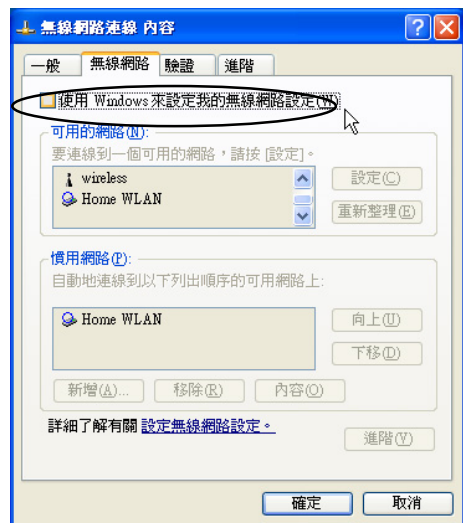 無線網路連線 內容
一般 無線網路 驗證 進階
使用 Windows 來設定我的無線網路設定(W)
可用的網路(N):
要連線到一個可用的網路，請按 [設定]。
wireless
Home WLAN
設定(C)
重新整理(E)
慣用網路(P):
自動地連線到以下列出順序的可用網路上:
Home WLAN
向上(U)
下移(D)
新增(A)... 移除(R) 內容(O)
詳細了解有關 設定無線網路設定。
進階(V)
確定 取消